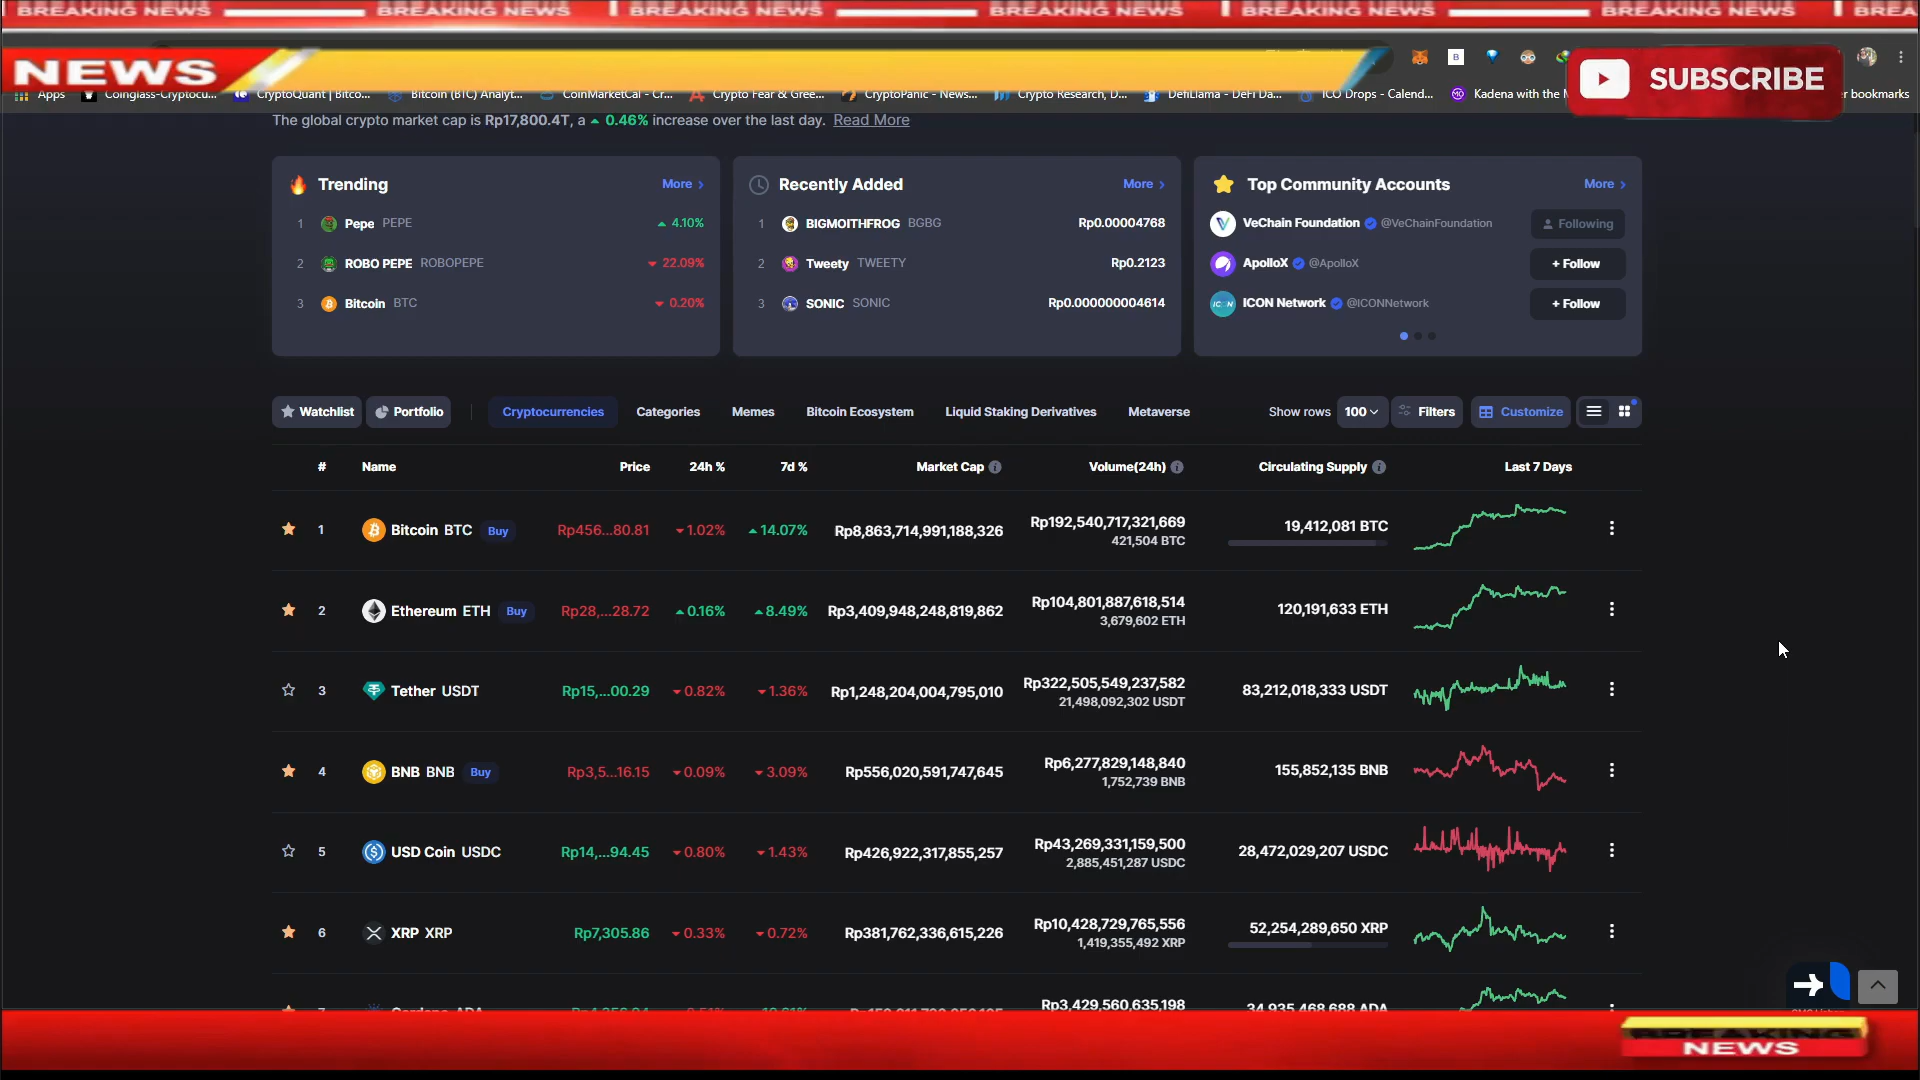 BREAKING NEWS BREAKING NEWS BREAKING NEWS BREAKING NEWS BREAKING NEWS BREAKING NEWS BREA
NEWS
SUBSCRIBE
Apps Coinglass-Cryptocu... CryptoQuant | Bitco... Bitcoin (BTC) Analyt... CoinMarketCal - Cr... Crypto Fear & Gree... CryptoPanic - News... Crypto Research, D... DefiLlama - DeFi Da... ICO Drops - Calend... Kadena with the M r bookmarks
The global crypto market cap is Rp17,800.4T, a 0.46% increase over the last day. Read More
Trending More
1 Pepe PEPE 4.10%
2 ROBO PEPE ROBOPEPE 22.09%
3 Bitcoin BTC 0.20%
Recently Added More
1 BIGMOITHFROG BGBG Rp0.00004768
2 Tweety TWEETY Rp0.2123
3 SONIC SONIC Rp0.000000004614
Top Community Accounts More
VeChain Foundation @VeChainFoundation Following
ApolloX @ApolloX + Follow
ICON Network @ICONNetwork + Follow
Watchlist Portfolio Cryptocurrencies Categories Memes Bitcoin Ecosystem Liquid Staking Derivatives Metaverse Show rows 100 Filters Customize
# Name Price 24h % 7d % Market Cap Volume(24h) Circulating Supply Last 7 Days
1 Bitcoin BTC Buy Rp456...80.81 1.02% 14.07% Rp8,863,714,991,188,326 Rp192,540,717,321,669 19,412,081 BTC
421,504 BTC
2 Ethereum ETH Buy Rp28,...28.72 0.16% 8.49% Rp3,409,948,248,819,862 Rp104,801,887,618,514 120,191,633 ETH
3,679,602 ETH
3 Tether USDT Rp15,...00.29 0.82% 1.36% Rp1,248,204,004,795,010 Rp322,505,549,237,582 83,212,018,333 USDT
21,498,092,302 USDT
4 BNB BNB Buy Rp3,5...16.15 0.09% 3.09% Rp556,020,591,747,645 Rp6,277,829,148,840 155,852,135 BNB
1,752,739 BNB
5 USD Coin USDC Rp14,...94.45 0.80% 1.43% Rp426,922,317,855,257 Rp43,269,331,159,500 28,472,029,207 USDC
2,885,451,287 USDC
6 XRP XRP Rp7,305.86 0.33% 0.72% Rp381,762,336,615,226 Rp10,428,729,765,556 52,254,289,650 XRP
1,419,355,492 XRP
Cardano ADA Rp3,429,560,635,198 34,935,468,688 ADA
BREAKING
NEWS